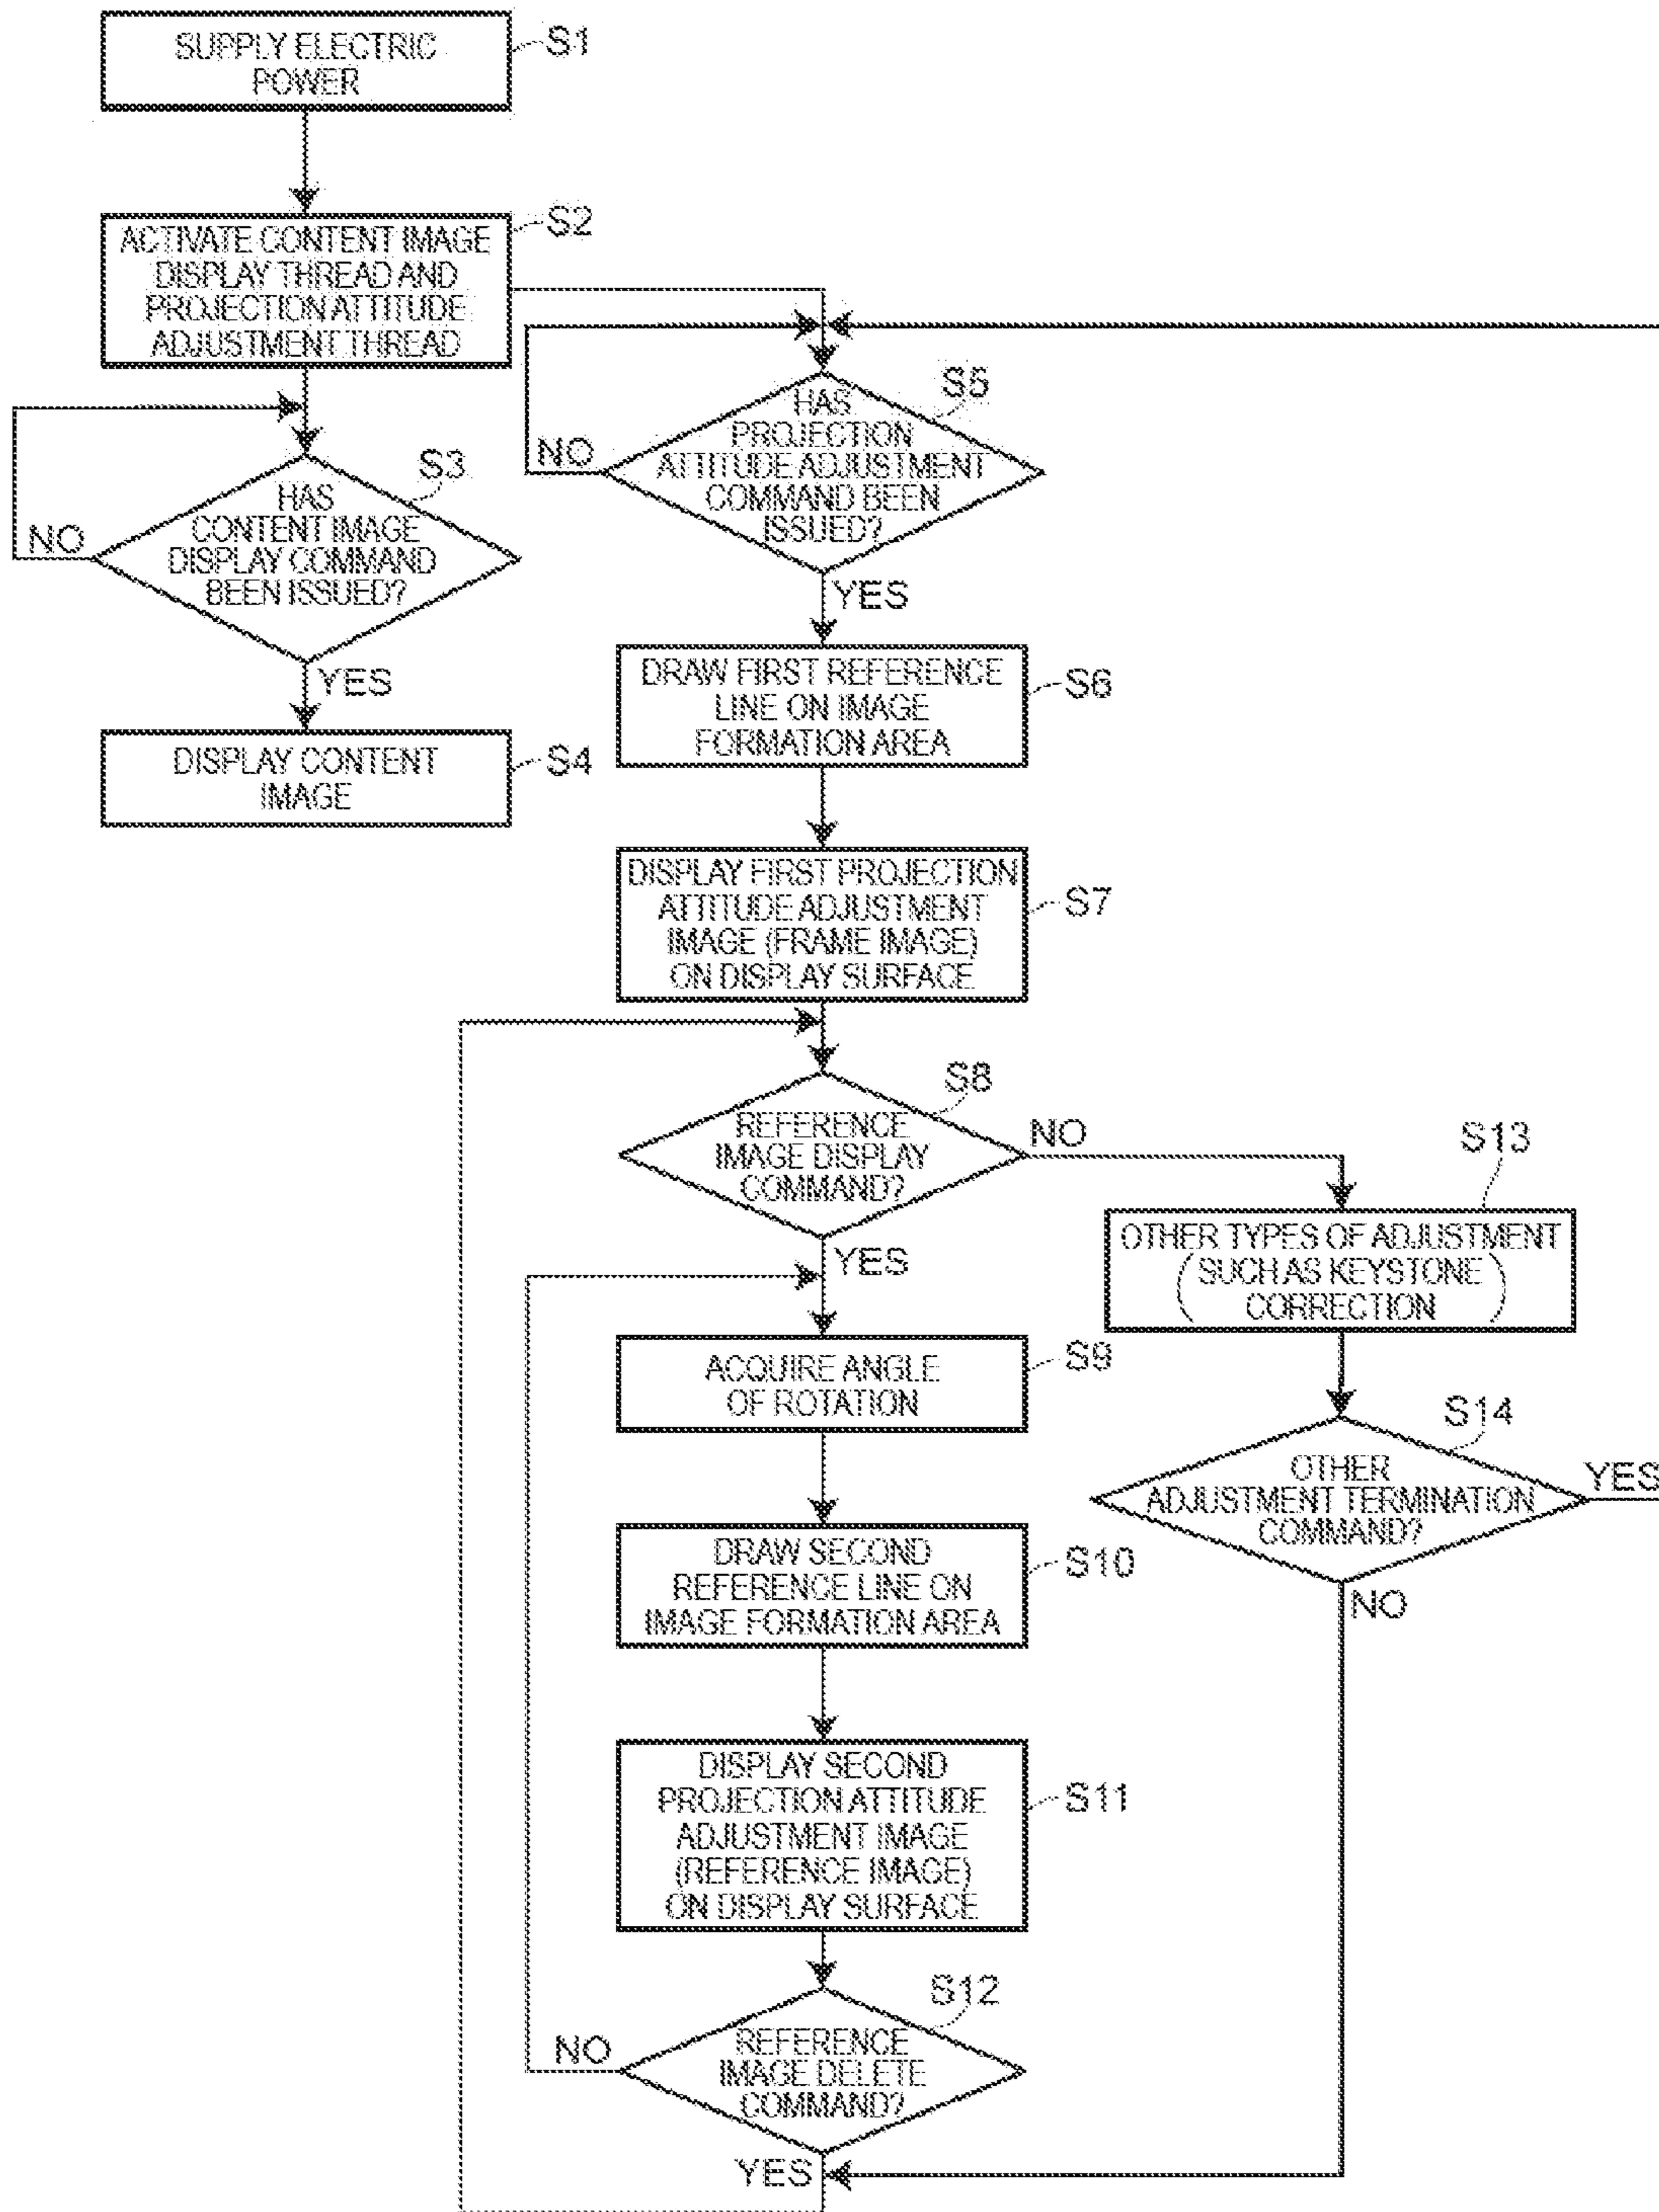 SUPPLY ELECTRIC
POWER
S1
ACTIVATE CONTENT IMAGE
DISPLAY THREAD AND
PROJECTION ATTITUDE
ADJUSTMENT THREAD
S2
HAS
CONTENT IMAGE
DISPLAY COMMAND
BEEN ISSUED?
S3
NO
YES
DISPLAY CONTENT
IMAGE
S4
HAS
PROJECTION
ATTITUDE ADJUSTMENT
COMMAND BEEN
ISSUED?
S5
NO
YES
DRAW FIRST REFERENCE
LINE ON IMAGE
FORMATION AREA
S6
DISPLAY FIRST PROJECTION
ATTITUDE ADJUSTMENT
IMAGE (FRAME IMAGE)
ON DISPLAY SURFACE
S7
REFERENCE
IMAGE DISPLAY
COMMAND?
S8
NO
YES
ACQUIRE ANGLE
OF ROTATION
S9
DRAW SECOND
REFERENCE LINE ON
IMAGE FORMATION AREA
S10
DISPLAY SECOND
PROJECTION ATTITUDE
ADJUSTMENT IMAGE
(REFERENCE IMAGE)
ON DISPLAY SURFACE
S11
REFERENCE
IMAGE DELETE
COMMAND?
S12
NO
YES
S13
OTHER TYPES OF ADJUSTMENT
(SUCH AS KEYSTONE
CORRECTION)
S14
OTHER
ADJUSTMENT TERMINATION
COMMAND?
YES
NO